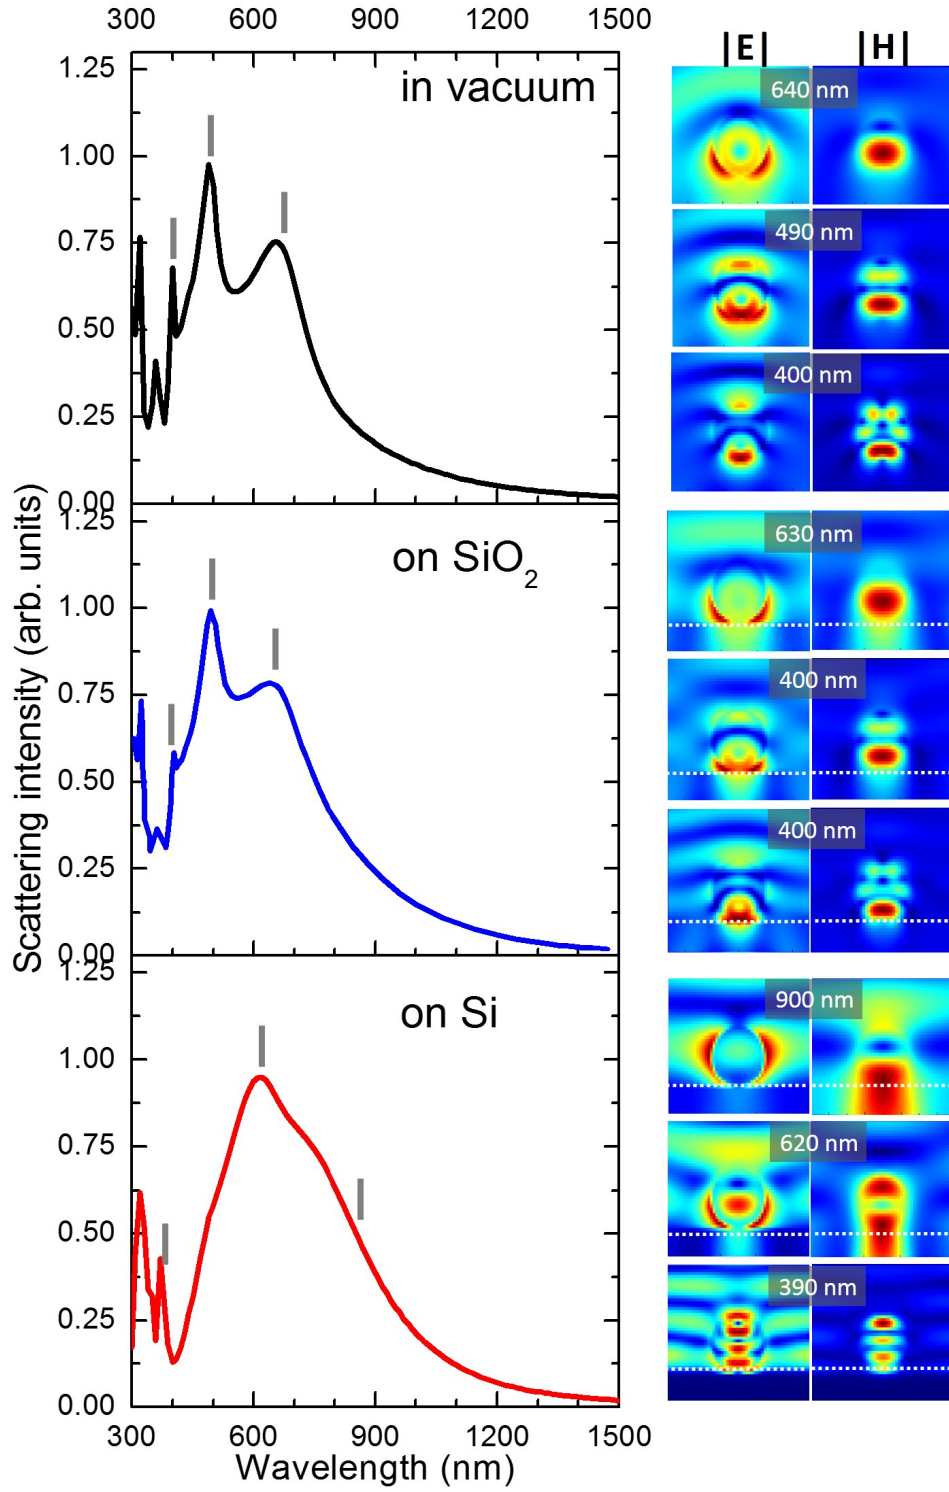 300 600 900 1200 1500
|E| |H|
1.25
in vacuum
640 nm
1.00
0.75
490 nm
0.50
400 nm
0.25
0.00
1.25
on SiO₂
630 nm
1.00
0.75
400 nm
0.50
400 nm
0.25
0.00
Scattering intensity (arb. units)
1.25
on Si
900 nm
1.00
0.75
620 nm
0.50
390 nm
0.25
0.00
300 600 900 1200 1500
Wavelength (nm)